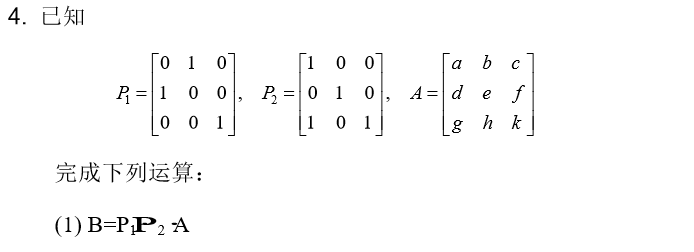 4. 已知
P₁ = [0 1 0; 1 0 0; 0 0 1], P₂ = [1 0 0; 0 1 0; 1 0 1], A = [a b c; d e f; g h k]
完成下列运算：
(1) B=P₁P₂·A